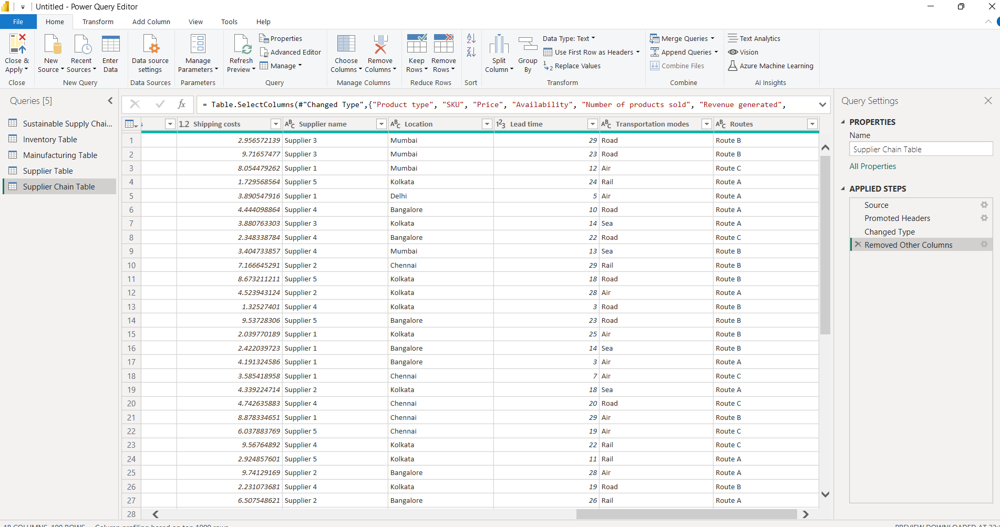 Untitled - Power Query Editor
File Home Transform Add Column View Tools Help
Close & Apply
Close
New Source
Recent Sources
Enter Data
New Query
Data source settings
Data Sources
Manage Parameters
Parameters
Refresh Preview
Properties
Advanced Editor
Manage
Query
Choose Columns
Remove Columns
Manage Columns
Keep Rows
Remove Rows
Reduce Rows
Sort
Split Column
Group By
Data Type: Text
Use First Row as Headers
Replace Values
Transform
Merge Queries
Append Queries
Combine Files
Combine
Text Analytics
Vision
Azure Machine Learning
AI Insights
Queries [5]
Sustainable Supply Chai...
Inventory Table
Mainufacturing Table
Supplier Table
Supplier Chain Table
fx = Table.SelectColumns(#"Changed Type",{"Product type", "SKU", "Price", "Availability", "Number of products sold", "Revenue generated",
1.2 Shipping costs ABC Supplier name ABC Location 123 Lead time ABC Transportation modes ABC Routes
1 2.956572139 Supplier 3 Mumbai 29 Road Route B
2 9.71657477 Supplier 3 Mumbai 23 Road Route B
3 8.054479262 Supplier 1 Mumbai 12 Air Route C
4 1.729568564 Supplier 5 Kolkata 24 Rail Route A
5 3.890547916 Supplier 1 Delhi 5 Air Route A
6 4.444098864 Supplier 4 Bangalore 10 Road Route A
7 3.880763303 Supplier 3 Kolkata 14 Sea Route A
8 2.348338784 Supplier 4 Bangalore 22 Road Route C
9 3.404733857 Supplier 4 Mumbai 13 Sea Route B
10 7.166645291 Supplier 2 Chennai 29 Rail Route B
11 8.673211211 Supplier 5 Kolkata 18 Road Route B
12 4.523943124 Supplier 2 Kolkata 28 Air Route A
13 1.32527401 Supplier 4 Kolkata 3 Road Route B
14 9.53728306 Supplier 5 Bangalore 23 Road Route B
15 2.039770189 Supplier 1 Kolkata 25 Air Route B
16 2.422039723 Supplier 1 Bangalore 14 Sea Route B
17 4.191324586 Supplier 1 Bangalore 3 Air Route A
18 3.585418958 Supplier 1 Chennai 7 Air Route C
19 4.339224714 Supplier 2 Kolkata 18 Sea Route A
20 4.742635883 Supplier 4 Chennai 20 Road Route C
21 8.878334651 Supplier 1 Chennai 29 Air Route B
22 6.037883769 Supplier 5 Chennai 19 Air Route C
23 9.56764892 Supplier 4 Kolkata 22 Rail Route C
24 2.924857601 Supplier 5 Kolkata 11 Rail Route A
25 9.74129169 Supplier 2 Bangalore 28 Air Route A
26 2.231073681 Supplier 4 Kolkata 19 Road Route B
27 6.507548621 Supplier 2 Bangalore 26 Rail Route A
28
Query Settings
PROPERTIES
Name
Supplier Chain Table
All Properties
APPLIED STEPS
Source
Promoted Headers
Changed Type
Removed Other Columns
18 COLUMNS, 100 ROWS Column profiling based on top 1000 rows
PREVIEW DOWNLOADED AT